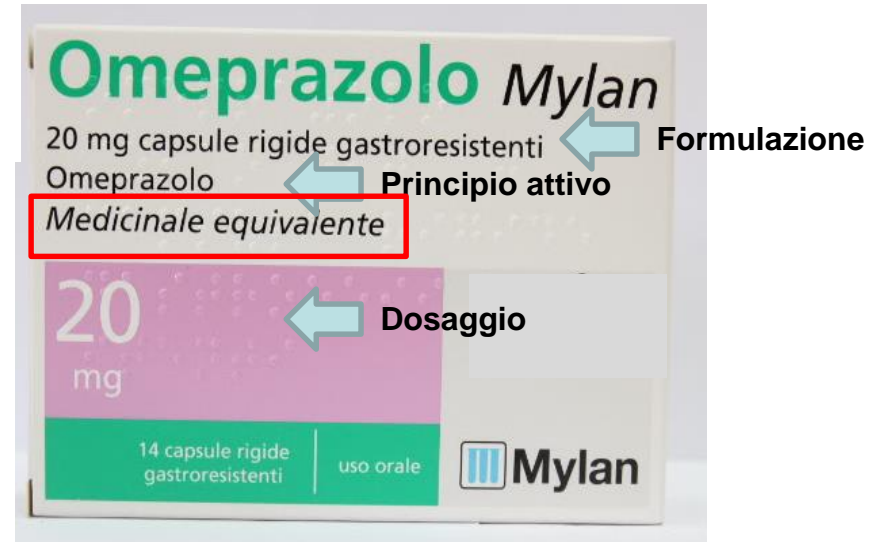 Omeprazolo Mylan
20 mg capsule rigide gastroresistenti
Formulazione
Omeprazolo
Principio attivo
Medicinale equivalente
20
mg
Dosaggio
14 capsule rigide
gastroresistenti
uso orale
Mylan